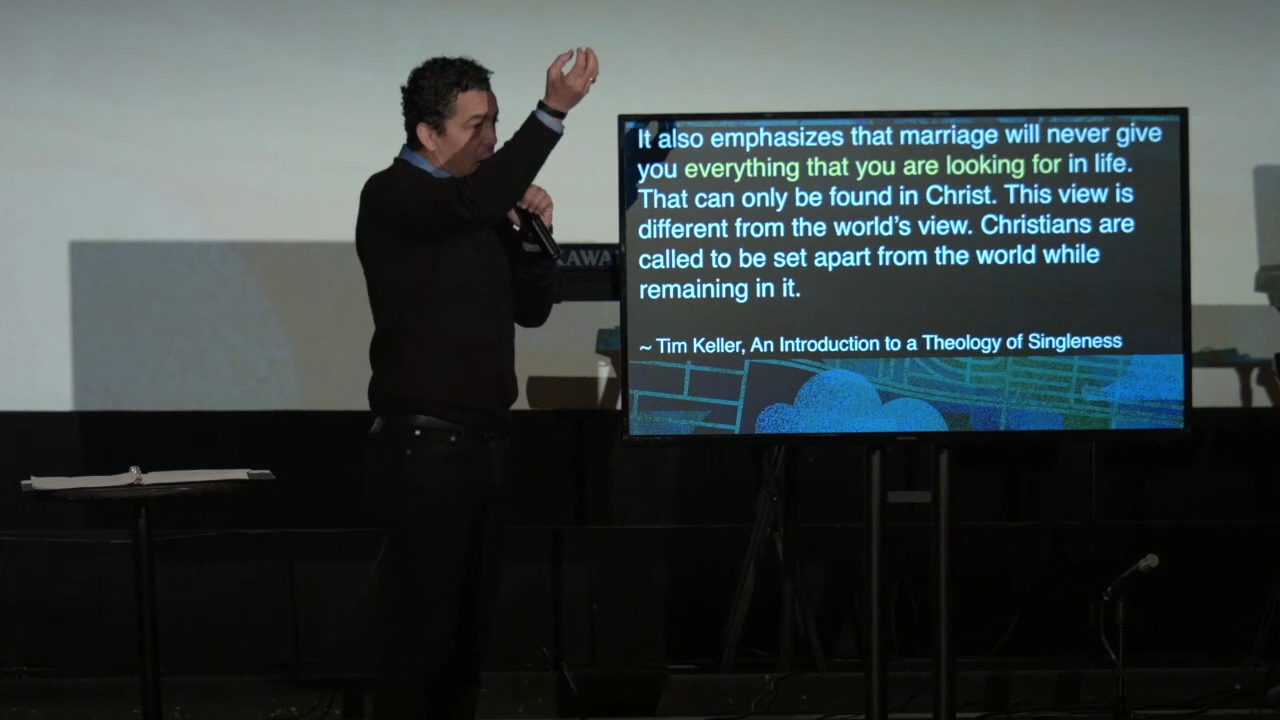 It also emphasizes that marriage will never give
you everything that you are looking for in life.
That can only be found in Christ. This view is
different from the world's view. Christians are
called to be set apart from the world while
remaining in it.
~ Tim Keller, An Introduction to a Theology of Singleness
KAWA